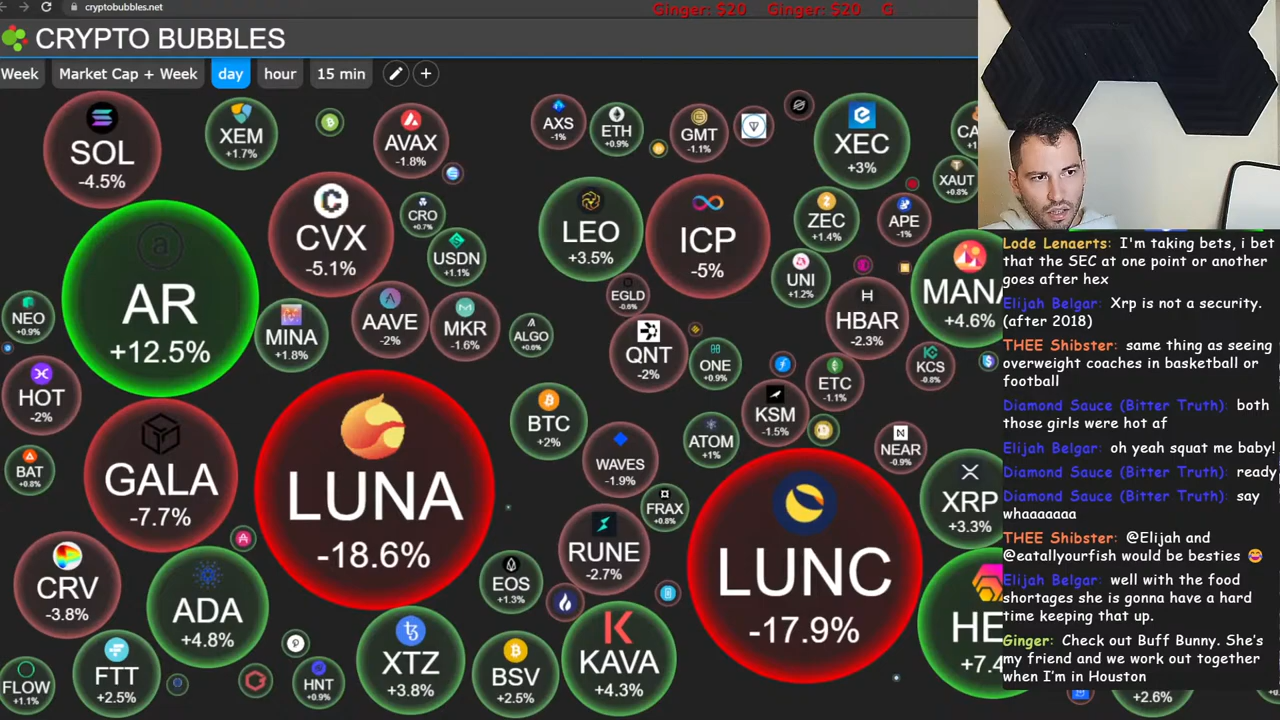 cryptobubbles.net
Ginger: $20 Ginger: $20 G
CRYPTO BUBBLES
Week
Market Cap + Week
day
hour
15 min
SOL
-4.5%
XEM
+1.7%
AVAX
-1.8%
AXS
-1%
ETH
+0.9%
GMT
-1.1%
XEC
+3%
CA
XAUT
+0.8%
CVX
-5.1%
CRO
+0.7%
USDN
+1.1%
LEO
+3.5%
ICP
-5%
ZEC
+1.4%
APE
-1%
UNI
+1.2%
MANA
+4.6%
AR
+12.5%
NEO
+0.9%
MINA
+1.8%
AAVE
-2%
MKR
-1.6%
ALGO
+0.6%
EGLD
-0.6%
QNT
-2%
ONE
+0.9%
HBAR
-2.3%
ETC
-1.1%
KCS
-0.8%
HOT
-2%
KSM
-1.5%
BTC
+2%
ATOM
+1%
NEAR
-0.9%
BAT
+0.8%
GALA
-7.7%
LUNA
-18.6%
WAVES
-1.9%
FRAX
+0.8%
XRP
+3.3%
CRV
-3.8%
ADA
+4.8%
EOS
+1.3%
RUNE
-2.7%
LUNC
-17.9%
HE
+7.4
FLOW
+1.1%
FTT
+2.5%
HNT
+0.9%
XTZ
+3.8%
BSV
+2.5%
KAVA
+4.3%
+2.6%
Lode Lenaerts: I'm taking bets, i bet
that the SEC at one point or another
goes after hex
Elijah Belgar: Xrp is not a security.
(after 2018)
THEE Shibster: same thing as seeing
overweight coaches in basketball or
football
Diamond Sauce (Bitter Truth): both
those girls were hot af
Elijah Belgar: oh yeah squat me baby!
Diamond Sauce (Bitter Truth): ready
Diamond Sauce (Bitter Truth): say
whaaaaaa
THEE Shibster: @Elijah and
@eatallyourfish would be besties 😂
Elijah Belgar: well with the food
shortages she is gonna have a hard
time keeping that up.
Ginger: Check out Buff Bunny. She's
my friend and we work out together
when I'm in Houston